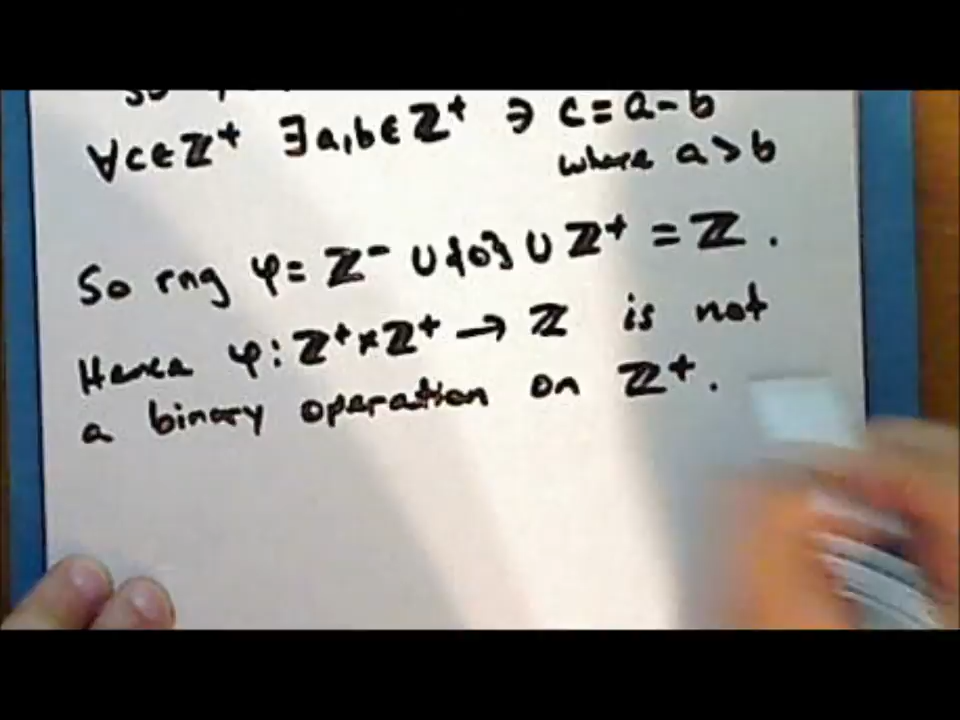 ∀c∈ℤ⁺ ∃a,b∈ℤ⁺ ∋ c=a-b
where a>b
So rng φ=ℤ⁻ ∪{0}∪ ℤ⁺ = ℤ.
Hence φ:ℤ⁺×ℤ⁺ → ℤ is not
a binary operation on ℤ⁺.